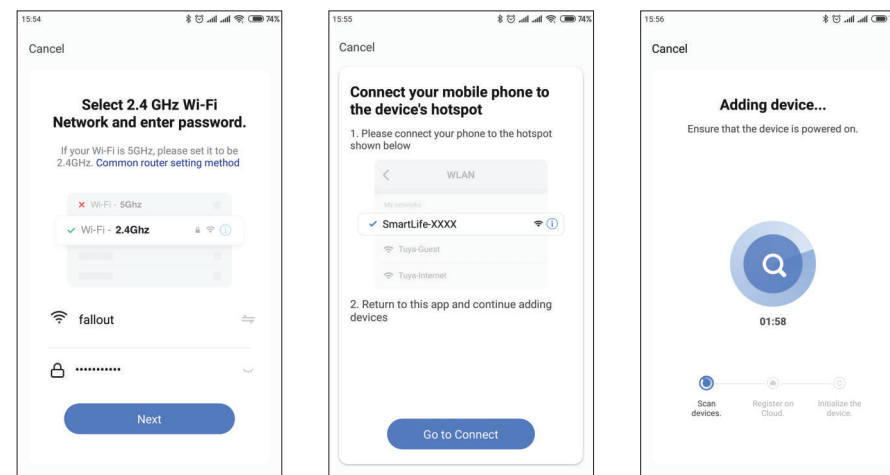 15:54
74%
Cancel
Select 2.4 GHz Wi-Fi
Network and enter password.
If your Wi-Fi is 5GHz, please set it to be
2.4GHz. Common router setting method
Wi-Fi - 5Ghz
Wi-Fi - 2.4Ghz
fallout
Next
15:55
74%
Cancel
Connect your mobile phone to
the device's hotspot
1. Please connect your phone to the hotspot
shown below
WLAN
My networks
SmartLife-XXXX
Tuya-Guest
Tuya-Internet
2. Return to this app and continue adding
devices
Go to Connect
15:56
Cancel
Adding device...
Ensure that the device is powered on.
01:58
Scan
devices.
Register on
Cloud.
Initialize the
device.